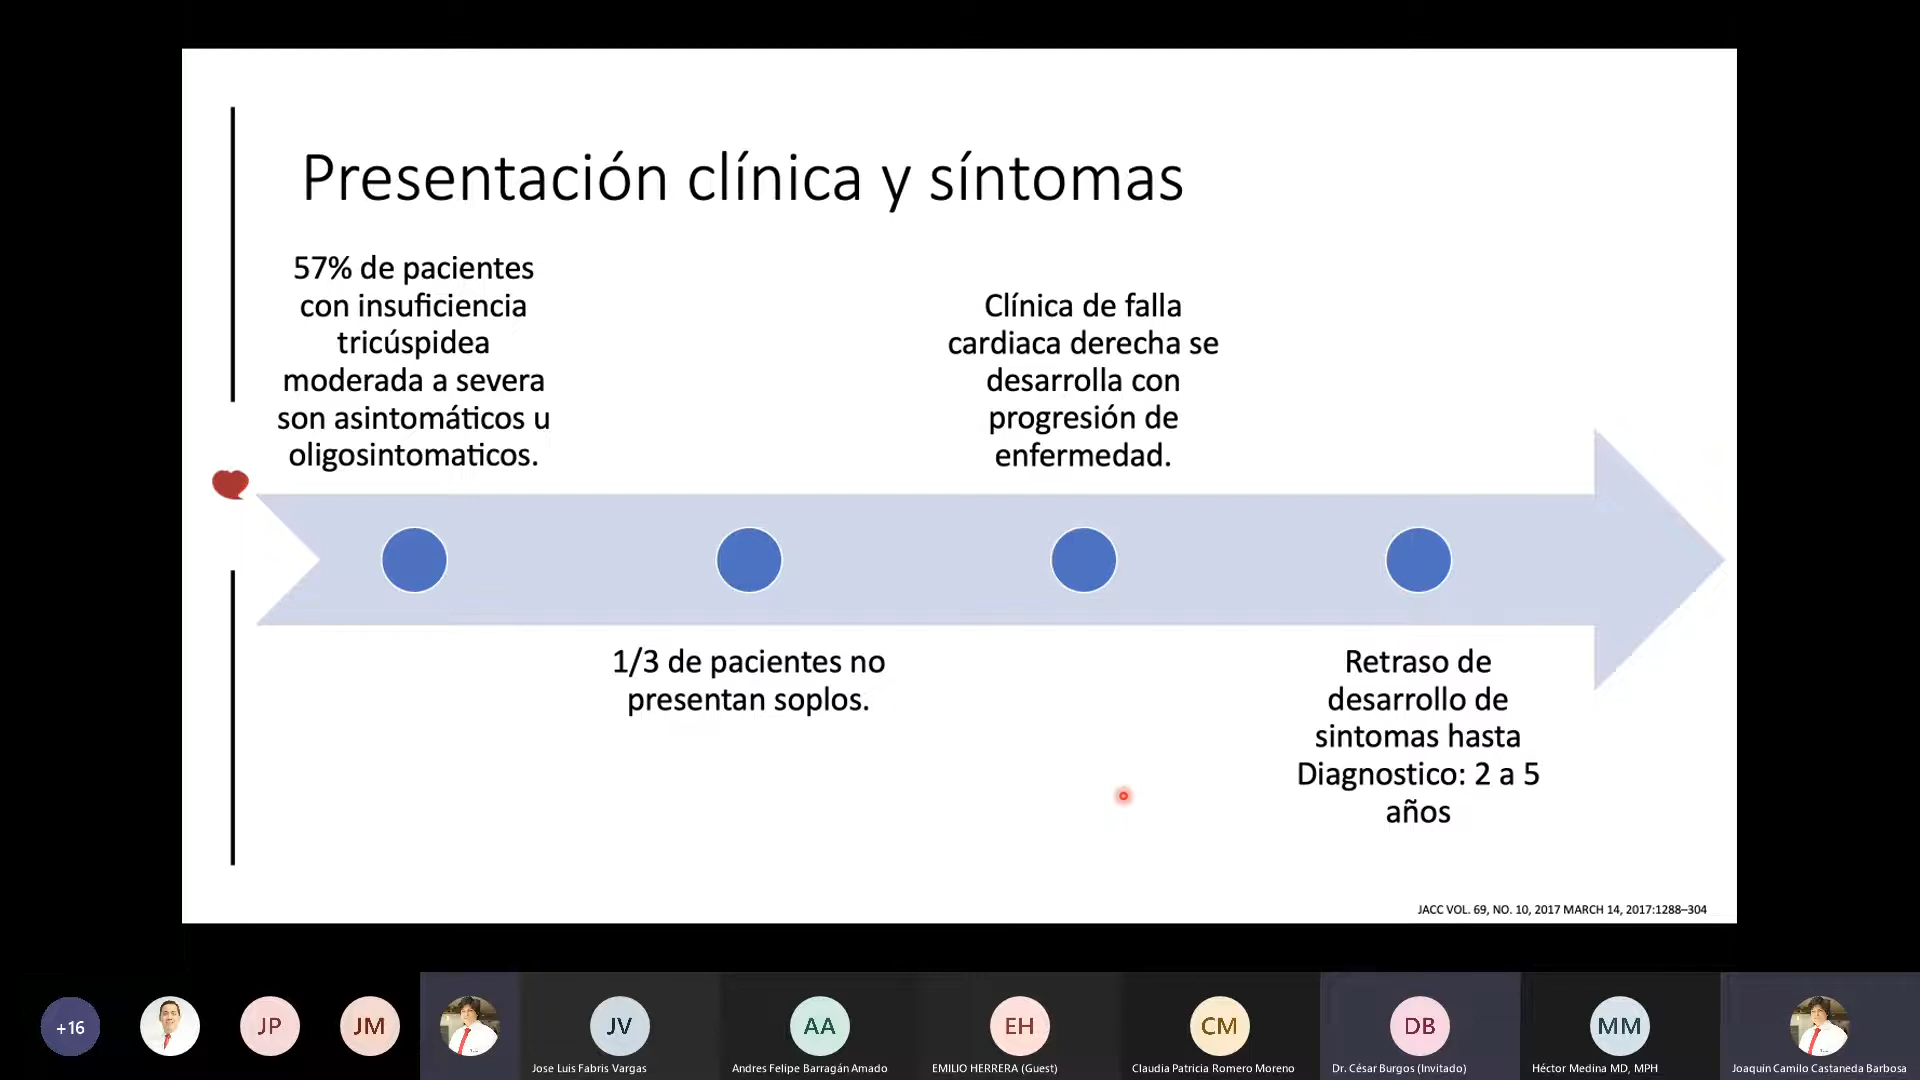 Presentación clínica y síntomas
57% de pacientes
con insuficiencia
tricúspidea
moderada a severa
son asintomáticos u
oligosintomaticos.
1/3 de pacientes no
presentan soplos.
Clínica de falla
cardiaca derecha se
desarrolla con
progresión de
enfermedad.
Retraso de
desarrollo de
sintomas hasta
Diagnostico: 2 a 5
años
JACC VOL. 69, NO. 10, 2017 MARCH 14, 2017:1288–304
+16
JP
JM
JV
Jose Luis Fabris Vargas
AA
Andres Felipe Barragán Amado
EH
EMILIO HERRERA (Guest)
CM
Claudia Patricia Romero Moreno
DB
Dr. César Burgos (Invitado)
MM
Héctor Medina MD, MPH
Joaquin Camilo Castaneda Barbosa